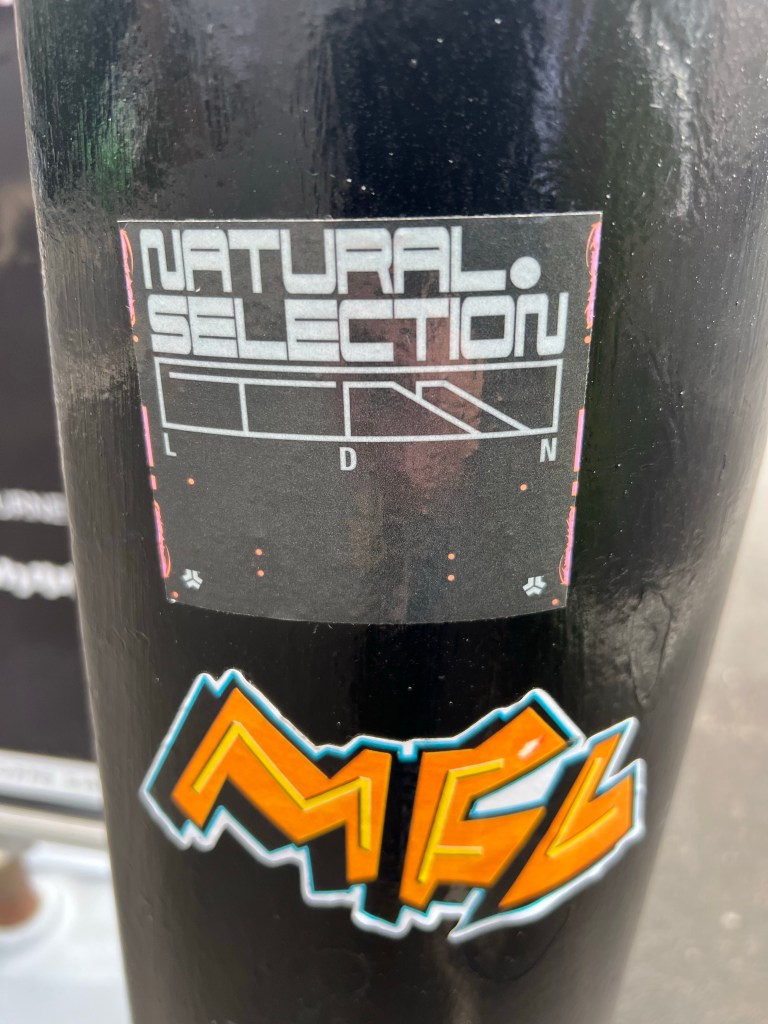 NATURAL.
SELECTION
L D N
MFL